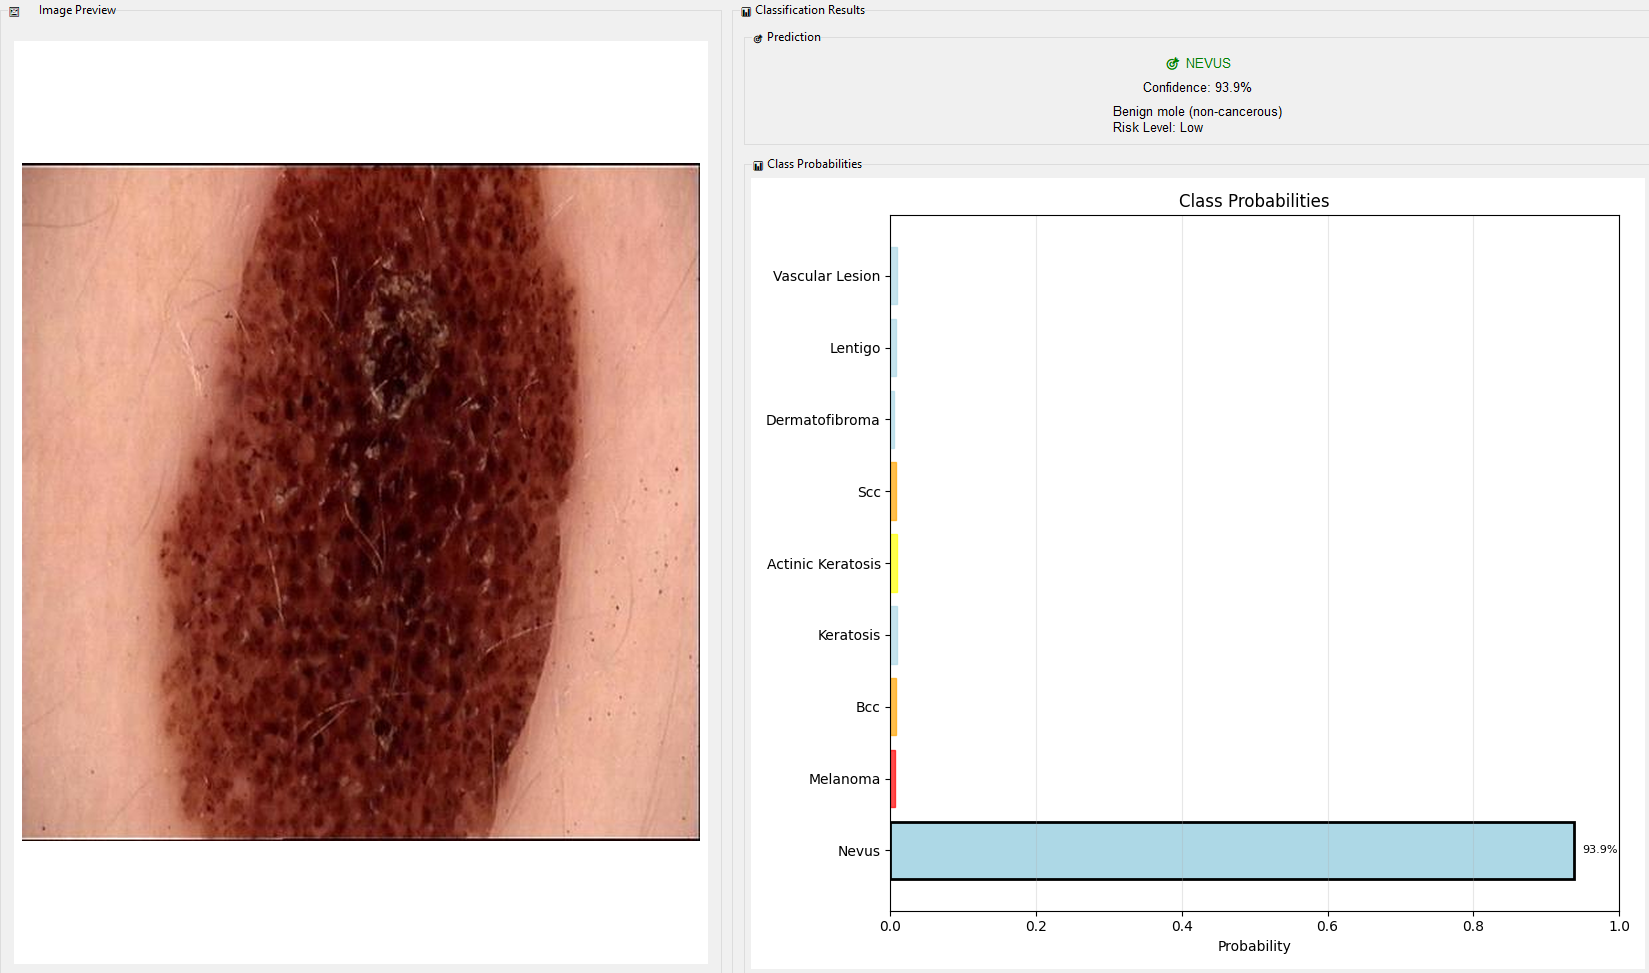 Image Preview
Classification Results
Prediction
NEVUS
Confidence: 93.9%
Benign mole (non-cancerous)
Risk Level: Low
Class Probabilities
Class Probabilities
Vascular Lesion
Lentigo
Dermatofibroma
Scc
Actinic Keratosis
Keratosis
Bcc
Melanoma
Nevus
93.9%
0.0 0.2 0.4 0.6 0.8 1.0
Probability